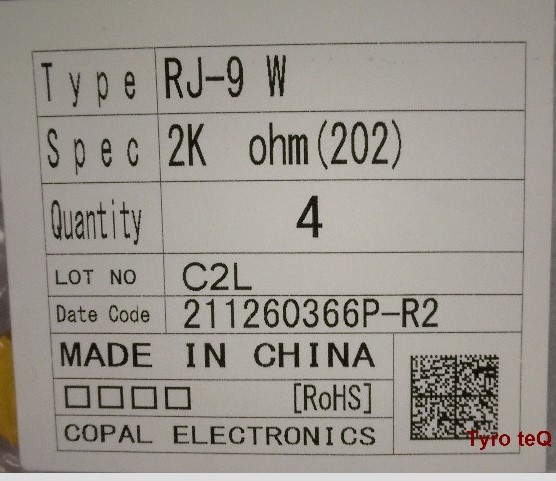 Type RJ-9 W
Spec 2K ohm(202)
Quantity 4
LOT NO C2L
Date Code 211260366P-R2
MADE IN CHINA
□□□□ [RoHS]
COPAL ELECTRONICS
Tyro teQ